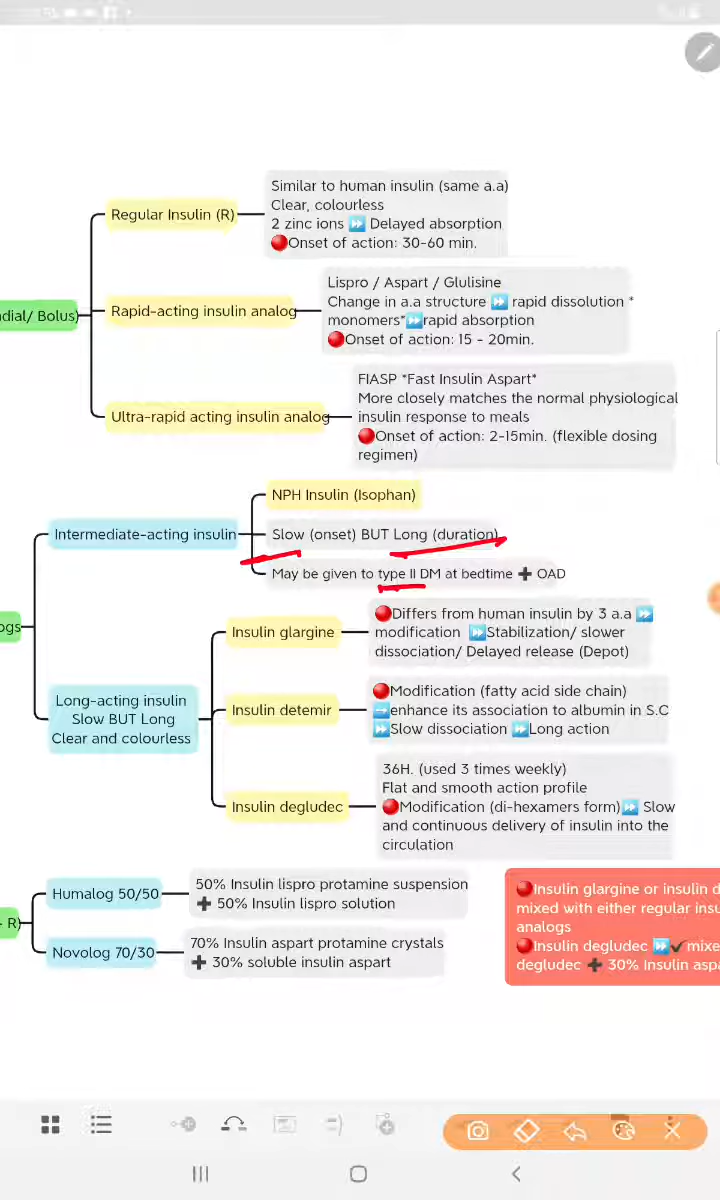 Similar to human insulin (same a.a)
Regular Insulin (R)
Clear, colourless
2 zinc ions ⏩ Delayed absorption
🔴Onset of action: 30-60 min.
Lispro / Aspart / Glulisine
Change in a.a structure ⏩ rapid dissolution *
dial/ Bolus)
Rapid-acting insulin analog
monomers*⏩rapid absorption
🔴Onset of action: 15 - 20min.
FIASP *Fast Insulin Aspart*
More closely matches the normal physiological
Ultra-rapid acting insulin analog
insulin response to meals
🔴Onset of action: 2-15min. (flexible dosing
regimen)
NPH Insulin (Isophan)
Intermediate-acting insulin
Slow (onset) BUT Long (duration)
May be given to type II DM at bedtime ➕ OAD
ogs
Insulin glargine
🔴Differs from human insulin by 3 a.a ⏩
modification ⏩Stabilization/ slower
dissociation/ Delayed release (Depot)
Long-acting insulin
Slow BUT Long
Clear and colourless
Insulin detemir
🔴Modification (fatty acid side chain)
➡enhance its association to albumin in S.C
⏩Slow dissociation ⏩Long action
Insulin degludec
36H. (used 3 times weekly)
Flat and smooth action profile
🔴Modification (di-hexamers form)⏩ Slow
and continuous delivery of insulin into the
circulation
R)
Humalog 50/50
50% Insulin lispro protamine suspension
➕ 50% Insulin lispro solution
Novolog 70/30
70% Insulin aspart protamine crystals
➕ 30% soluble insulin aspart
🔴Insulin glargine or insulin d
mixed with either regular insu
analogs
🔴Insulin degludec ⏩✔mixe
degludec ➕ 30% Insulin aspa